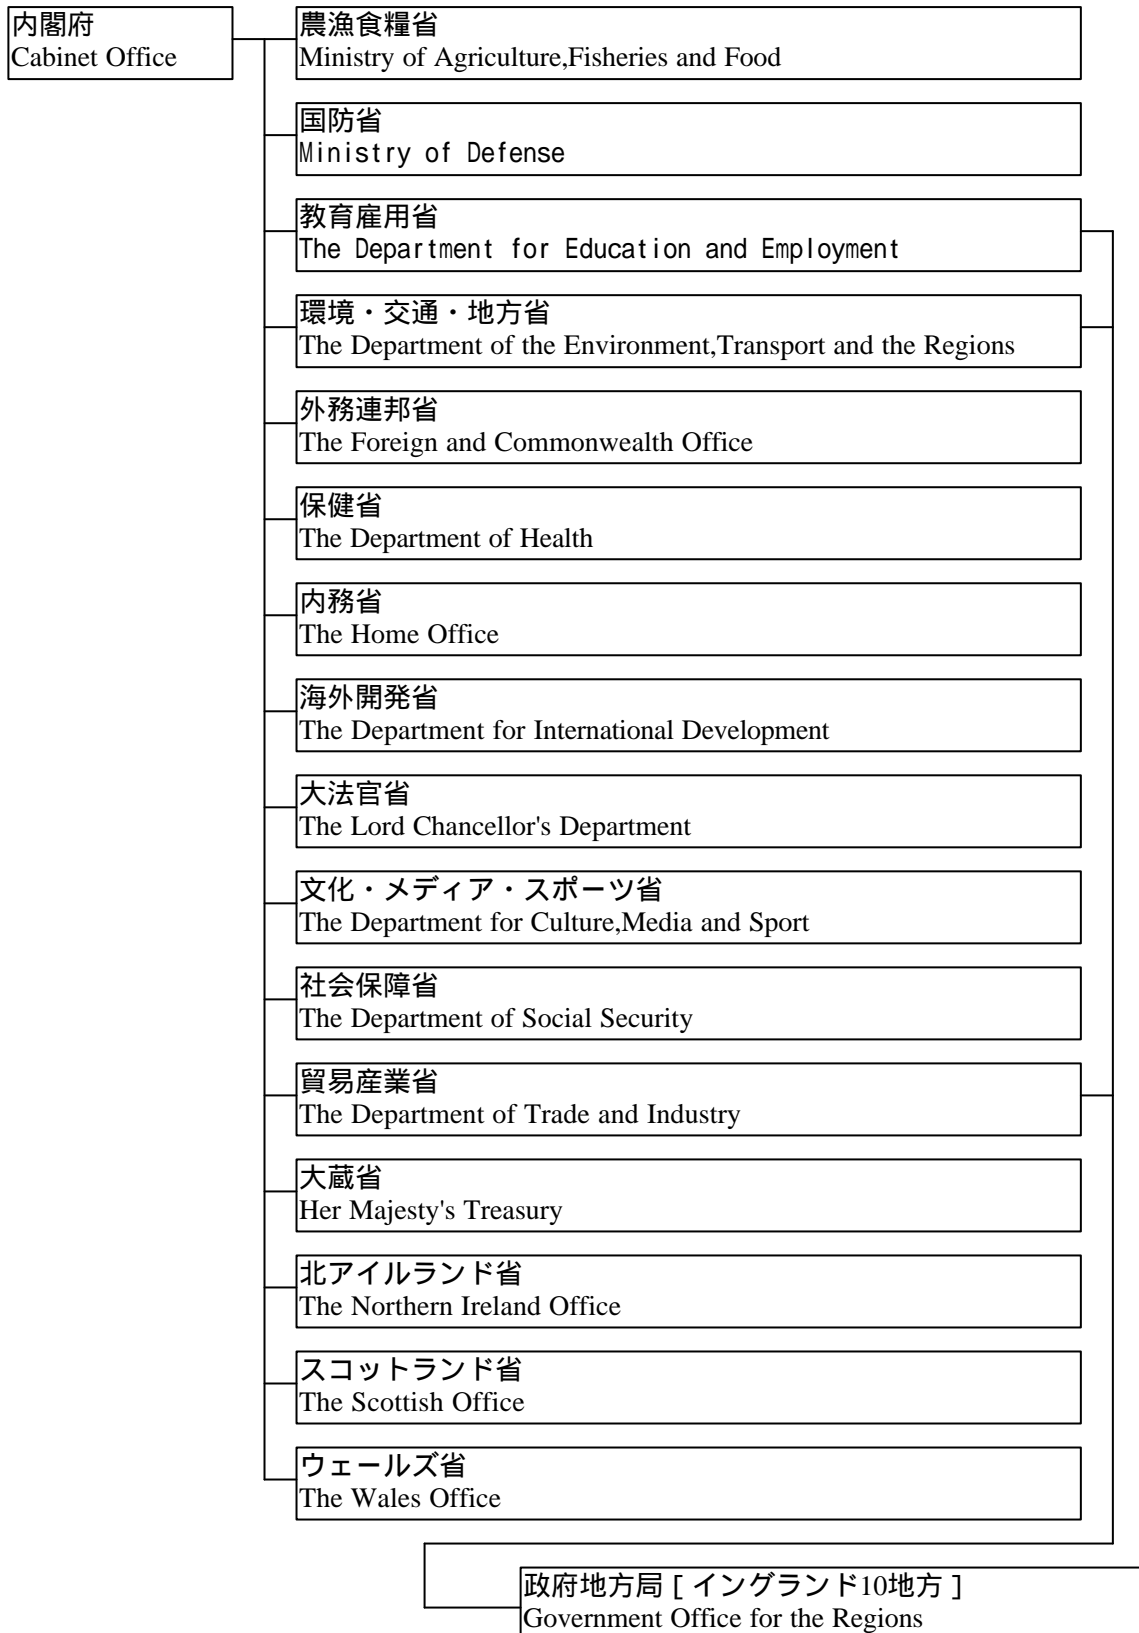 内閣府
Cabinet Office
農漁食糧省
Ministry of Agriculture,Fisheries and Food
国防省
Ministry of Defense
教育雇用省
The Department for Education and Employment
環境・交通・地方省
The Department of the Environment,Transport and the Regions
外務連邦省
The Foreign and Commonwealth Office
保健省
The Department of Health
内務省
The Home Office
海外開発省
The Department for International Development
大法官省
The Lord Chancellor's Department
文化・メディア・スポーツ省
The Department for Culture,Media and Sport
社会保障省
The Department of Social Security
貿易産業省
The Department of Trade and Industry
大蔵省
Her Majesty's Treasury
北アイルランド省
The Northern Ireland Office
スコットランド省
The Scottish Office
ウェールズ省
The Wales Office
政府地方局［イングランド10地方］
Government Office for the Regions